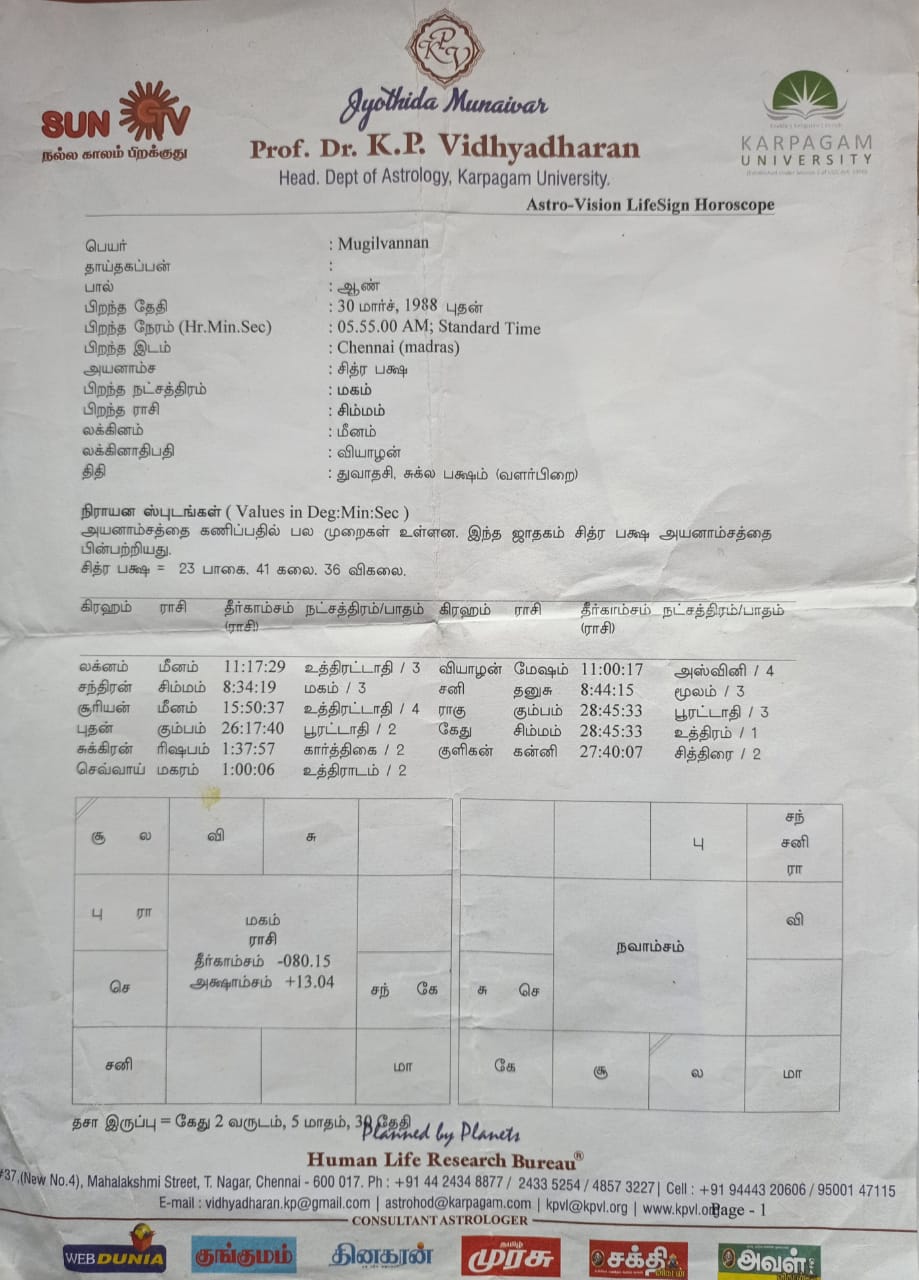 KPV
Jyothida Munaivar
SUN TV
நல்ல காலம் பிறக்குது
Prof. Dr. K.P. Vidhyadharan
KARPAGAM
UNIVERSITY
Head. Dept of Astrology, Karpagam University.
Astro-Vision LifeSign Horoscope
பெயர் : Mugilvannan
தாய்தகப்பன் :
பால் : ஆண்
பிறந்த தேதி : 30 மார்ச், 1988 புதன்
பிறந்த நேரம் (Hr.Min.Sec) : 05.55.00 AM; Standard Time
பிறந்த இடம் : Chennai (madras)
அயனாம்ச : சித்ர பக்ஷ
பிறந்த நட்சத்திரம் : மகம்
பிறந்த ராசி : சிம்மம்
லக்கினம் : மீனம்
லக்கினாதிபதி : வியாழன்
திதி : துவாதசி, சுக்ல பக்ஷம் (வளர்பிறை)
நிராயன ஸ்புடங்கள் ( Values in Deg:Min:Sec )
அயனாம்சத்தை கணிப்பதில் பல முறைகள் உள்ளன. இந்த ஜாதகம் சித்ர பக்ஷ அயனாம்சத்தை
பின்பற்றியது.
சித்ர பக்ஷ = 23 பாகை. 41 கலை. 36 விகலை.
கிரஹம் ராசி தீர்காம்சம் நட்சத்திரம்/பாதம் கிரஹம் ராசி தீர்காம்சம் நட்சத்திரம்/பாதம்
(ராசி) (ராசி)
லக்னம் மீனம் 11:17:29 உத்திரட்டாதி / 3 வியாழன் மேஷம் 11:00:17 அஸ்வினி / 4
சந்திரன் சிம்மம் 8:34:19 மகம் / 3 சனி தனுசு 8:44:15 மூலம் / 3
சூரியன் மீனம் 15:50:37 உத்திரட்டாதி / 4 ராகு கும்பம் 28:45:33 பூரட்டாதி / 3
புதன் கும்பம் 26:17:40 பூரட்டாதி / 2 கேது சிம்மம் 28:45:33 உத்திரம் / 1
சுக்கிரன் ரிஷபம் 1:37:57 கார்த்திகை / 2 குளிகன் கன்னி 27:40:07 சித்திரை / 2
செவ்வாய் மகரம் 1:00:06 உத்திராடம் / 2
சூ ல வி சு
பு ரா
மகம்
ராசி
தீர்காம்சம் -080.15
அக்ஷாம்சம் +13.04
செ
சந் கே
சனி மா
பு
சந்
சனி
ரா
நவாம்சம்
வி
சு செ
கே சூ ல மா
தசா இருப்பு = கேது 2 வருடம், 5 மாதம், 30 தேதி
Planned by Planets
Human Life Research Bureau®
#37,(New No.4), Mahalakshmi Street, T. Nagar, Chennai - 600 017. Ph : +91 44 2434 8877 / 2433 5254 / 4857 3227| Cell : +91 94443 20606 / 95001 47115
E-mail : vidhyadharan.kp@gmail.com | astrohod@karpagam.com | kpvl@kpvl.org | www.kpvl.org
Page - 1
CONSULTANT ASTROLOGER
WEBDUNIA
குங்குமம்
தினகரன்
தமிழ்
முரசு
சக்தி
விகடன்
அவள்